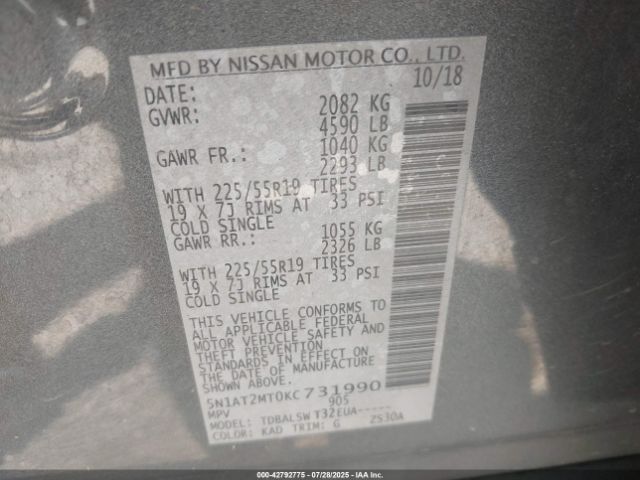 MFD BY NISSAN MOTOR CO., LTD.
DATE: 10/18
GVWR: 2082 KG
4590 LB
GAWR FR.: 1040 KG
2293 LB
WITH 225/55R19 TIRES
19 X 7J RIMS AT 33 PSI
COLD SINGLE
GAWR RR.: 1055 KG
2326 LB
WITH 225/55R19 TIRES
19 X 7J RIMS AT 33 PSI
COLD SINGLE
THIS VEHICLE CONFORMS TO
ALL APPLICABLE FEDERAL
MOTOR VEHICLE SAFETY AND
THEFT PREVENTION
STANDARDS IN EFFECT ON
THE DATE OF MANUFACTURE
SHOWN ABOVE.
5N1AT2MT0KC731990
MPV 905
MODEL: TDBALSW T32EUA-----
COLOR: KAD TRIM: G 2S30A
000-42792775 | 07/28/2025 | IAA, INC.